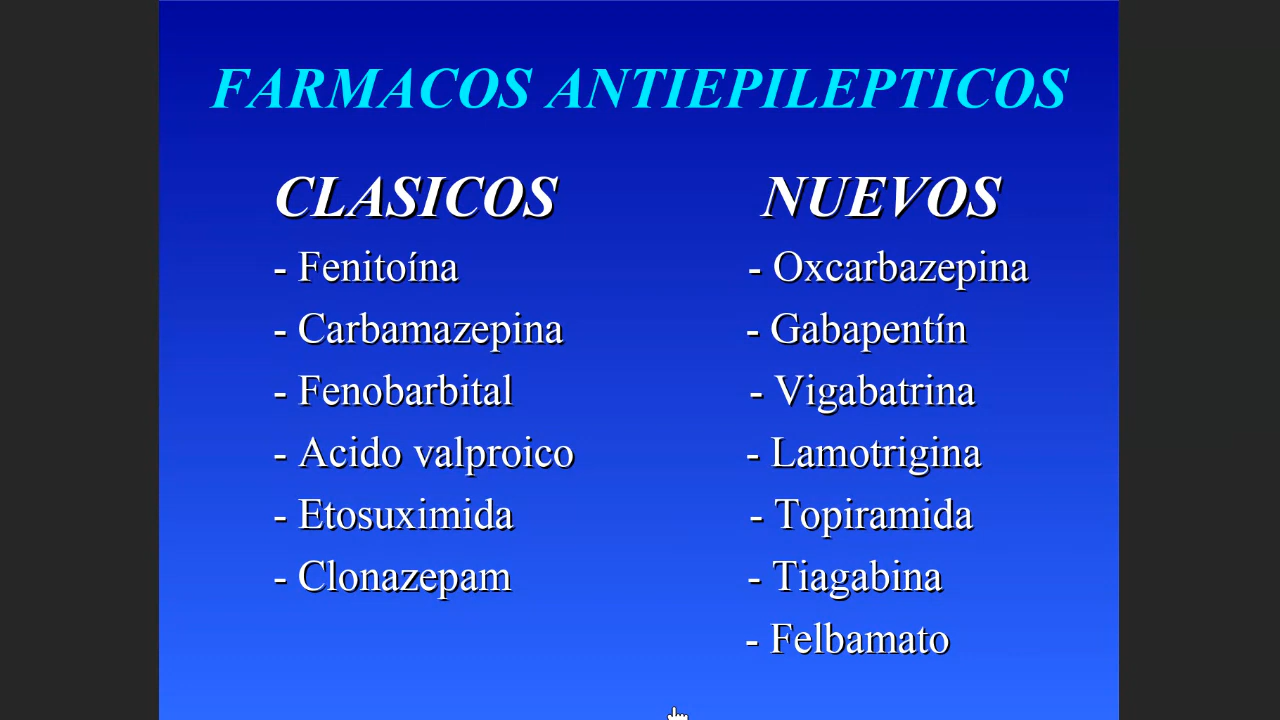 FARMACOS ANTIEPILEPTICOS
CLASICOS
- Fenitoína
- Carbamazepina
- Fenobarbital
- Acido valproico
- Etosuximida
- Clonazepam
NUEVOS
- Oxcarbazepina
- Gabapentín
- Vigabatrina
- Lamotrigina
- Topiramida
- Tiagabina
- Felbamato